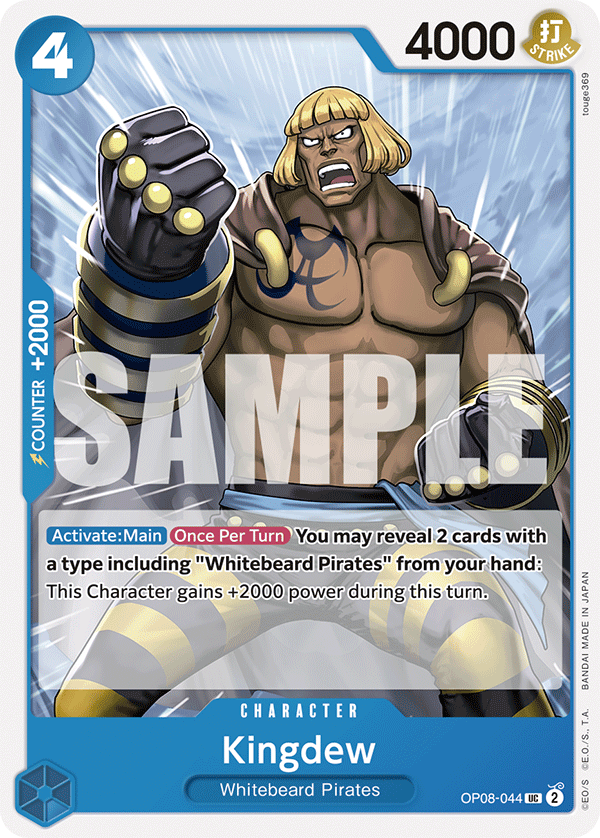 4
4000
打
STRIKE
touge369
COUNTER +2000
SAMPLE
Activate:Main Once Per Turn You may reveal 2 cards with
a type including "Whitebeard Pirates" from your hand:
This Character gains +2000 power during this turn.
CHARACTER
Kingdew
Whitebeard Pirates
OP08-044 UC 2
©EO/S ©E.O./S., T.A. BANDAI MADE IN JAPAN